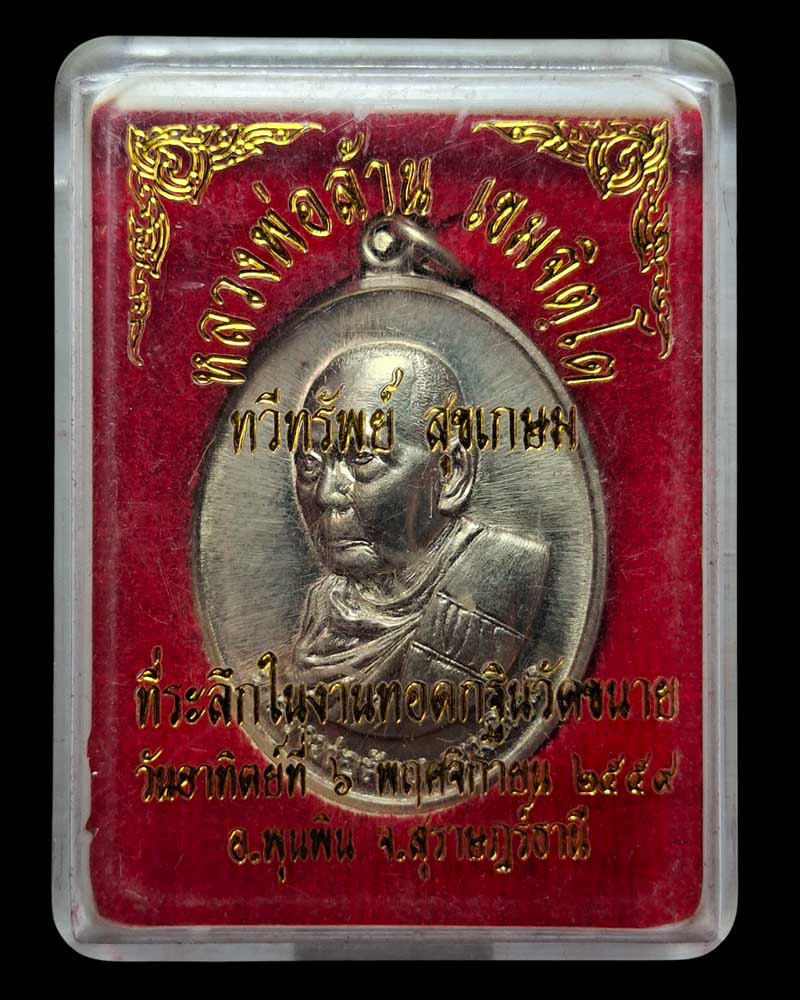 หลวงพ่อล้าน เขมจิตฺโต
ทวีทรัพย์ สุขเกษม
ที่ระลึกในงานทอดกฐินวัดขนาย
วันอาทิตย์ที่ ๖ พฤศจิกายน ๒๕๕๙
อ.พุนพิน จ.สุราษฎร์ธานี